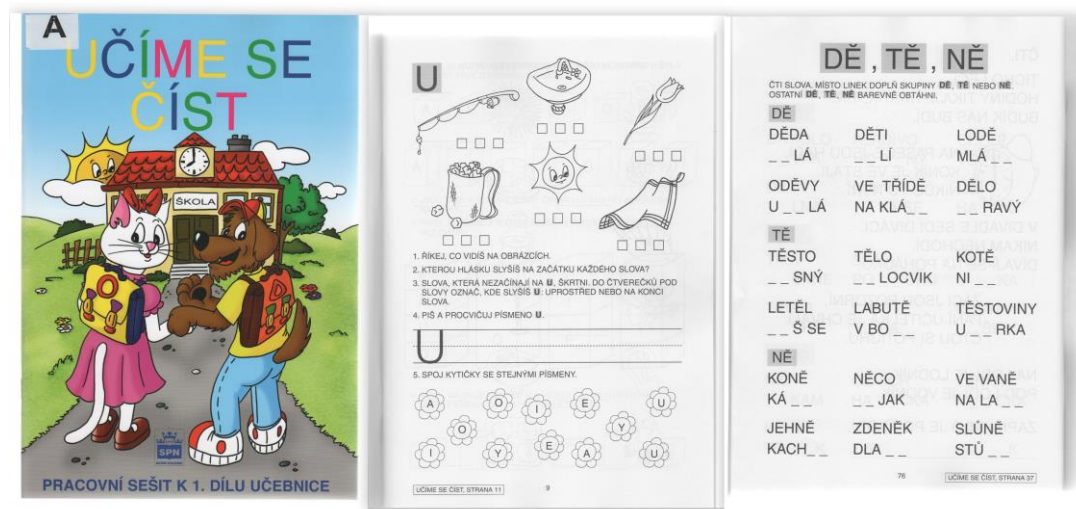 A
UČÍME SE
ČÍST
ŠKOLA
SPN
PRACOVNÍ SEŠIT K 1. DÍLU UČEBNICE
U
1. ŘÍKEJ, CO VIDÍŠ NA OBRÁZCÍCH.
2. KTEROU HLÁSKU SLYŠÍŠ NA ZAČÁTKU KAŽDÉHO SLOVA?
3. SLOVA, KTERÁ NEZAČÍNAJÍ NA U, ŠKRTNI. DO ČTVEREČKŮ POD
SLOVY OZNAČ, KDE SLYŠÍŠ U: UPROSTŘED NEBO NA KONCI
SLOVA.
4. PIŠ A PROCVIČUJ PÍSMENO U.
U
5. SPOJ KYTIČKY SE STEJNÝMI PÍSMENY.
A O I E U
O Y
I Y E A U
UČÍME SE ČÍST, STRANA 11
9
DĚ, TĚ, NĚ
ČTI SLOVA. MÍSTO LINEK DOPLŇ SKUPINY DĚ, TĚ NEBO NĚ.
OSTATNÍ DĚ, TĚ, NĚ BAREVNĚ OBTÁHNI.
DĚ
DĚDA DĚTI LODĚ
_ _ LÁ _ _ LÍ MLÁ _ _
ODĚVY VE TŘÍDĚ DĚLO
U _ _ LÁ NA KLÁ_ _ _ _ RAVÝ
TĚ
TĚSTO TĚLO KOTĚ
_ _ SNÝ _ _ LOCVIK NI _ _
LETĚL LABUTĚ TĚSTOVINY
_ _ Š SE V BO _ _ U _ _ RKA
NĚ
KONĚ NĚCO VE VANĚ
KÁ _ _ _ _ JAK NA LA _ _
JEHNĚ ZDENĚK SLŮNĚ
KACH_ _ DLA _ _ STŮ _ _
76
UČÍME SE ČÍST, STRANA 37